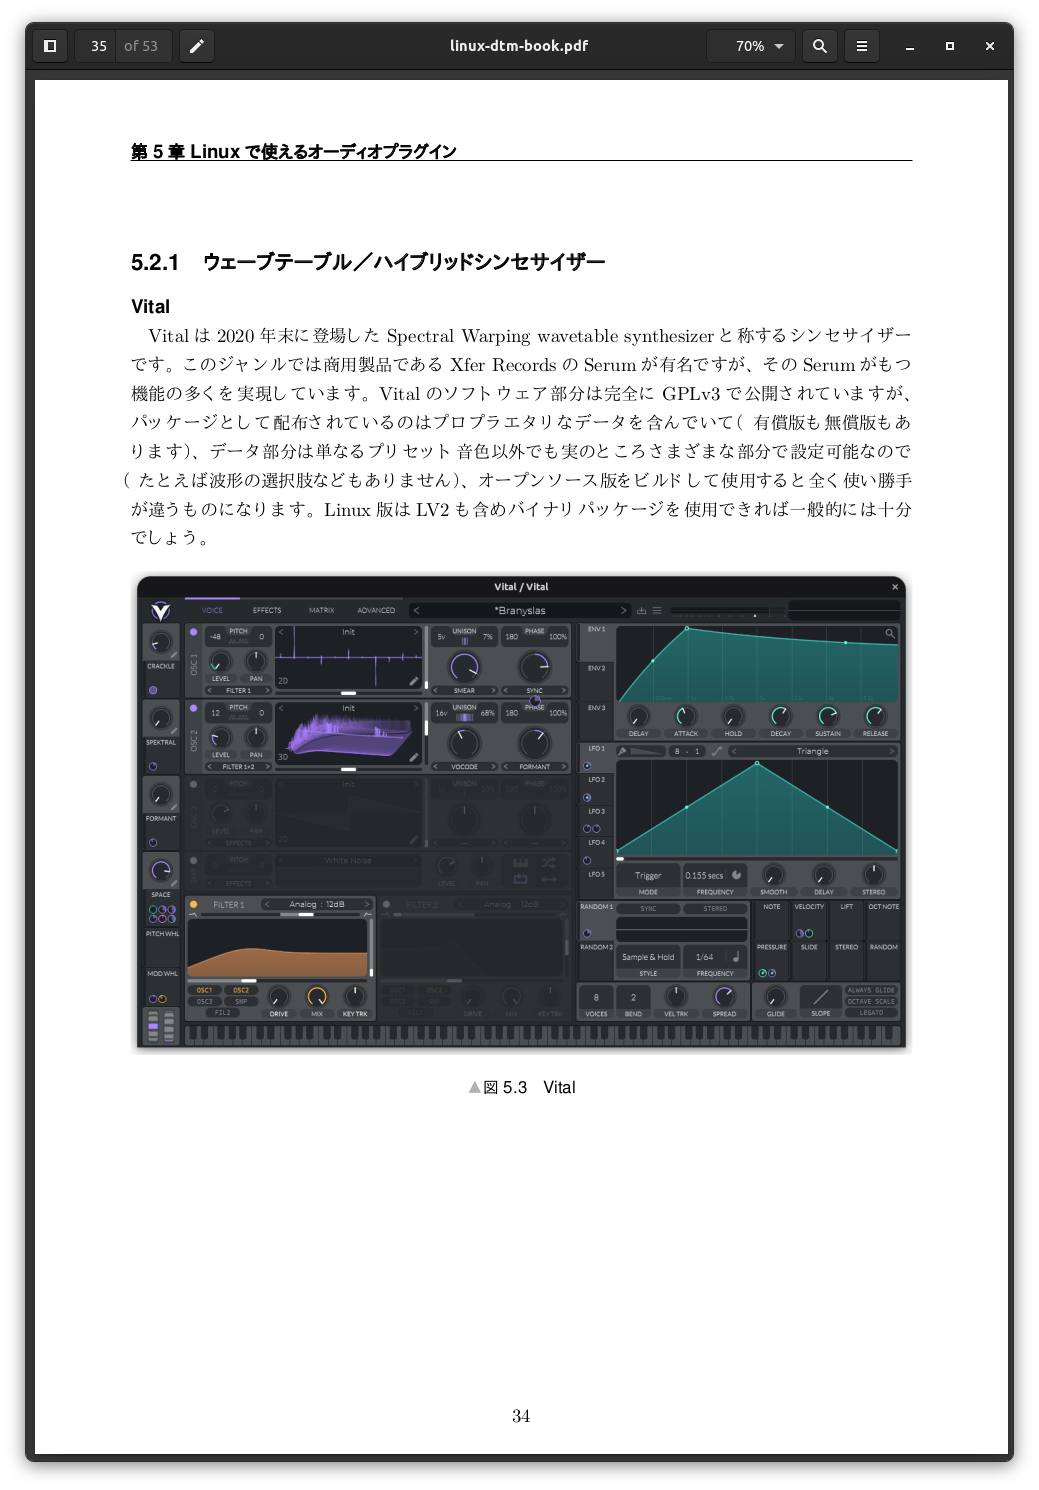 35 of 53
linux-dtm-book.pdf
70%
第 5 章 Linux で使えるオーディオプラグイン
5.2.1 ウェーブテーブル／ハイブリッドシンセサイザー
Vital
Vital は 2020 年末に登場した Spectral Warping wavetable synthesizer と称するシンセサイザー
です。このジャンルでは商用製品である Xfer Records の Serum が有名ですが、その Serum がもつ
機能の多くを実現しています。Vital のソフトウェア部分は完全に GPLv3 で公開されていますが、
パッケージとして配布されているのはプロプラエタリなデータを含んでいて（有償版も無償版もあ
ります）、データ部分は単なるプリセット音色以外でも実のところさまざまな部分で設定可能なので
（たとえば波形の選択肢などもありません）、オープンソース版をビルドして使用すると全く使い勝手
が違うものになります。Linux 版は LV2 も含めバイナリパッケージを使用できれば一般的には十分
でしょう。
Vital / Vital
VOICE EFFECTS MATRIX ADVANCED < *Branyslas >
CRACKLE
SPEKTRAL
FORMANT
SPACE
PITCH WHL
MOD WHL
OSC 1
-48 PITCH 0
LEVEL PAN
< FILTER 1 >
< Init >
2D
5v UNISON 7%
180 PHASE 100%
< SMEAR > < SYNC >
OSC 2
12 PITCH 0
LEVEL PAN
< FILTER 1+2 >
< Init >
3D
16v UNISON 68%
180 PHASE 100%
< VOCODE > < FORMANT >
PITCH
LEVEL PAN
< EFFECTS >
Init
2D
UNISON PHASE
PITCH
White Noise
LEVEL PAN
< EFFECTS >
FILTER 1 < Analog : 12dB >
OSC1 OSC2
OSC3 SMP
FIL2
DRIVE MIX KEY TRK
FILTER 2 < Analog : 12dB >
DRIVE MIX KEY TRK
ENV 1
ENV 2
ENV 3
DELAY ATTACK HOLD DECAY SUSTAIN RELEASE
LFO 1
LFO 2
LFO 3
LFO 4
LFO 5
8 - 1 < Triangle >
Trigger 0.155 secs
MODE FREQUENCY SMOOTH DELAY STEREO
RANDOM 1
RANDOM 2
SYNC STEREO
Sample & Hold 1/64
STYLE FREQUENCY
NOTE VELOCITY LIFT OCT NOTE
PRESSURE SLIDE STEREO RANDOM
8 2
VOICES BEND VEL TRK SPREAD
GLIDE SLOPE
ALWAYS GLIDE
OCTAVE SCALE
LEGATO
▲図 5.3 Vital
34